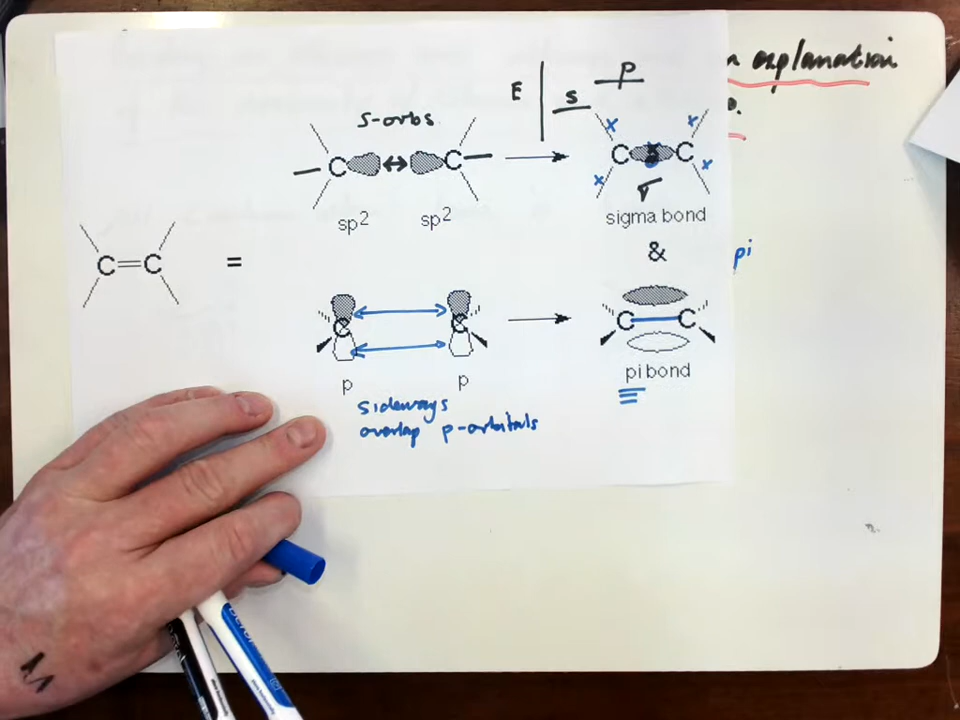 explanation
E
s
p
s-orbs
C
C
C
C
σ
sp2
sp2
sigma bond
C=C
=
&
pi
C
C
C
C
p
p
pi bond
sideways
overlap p-orbitals